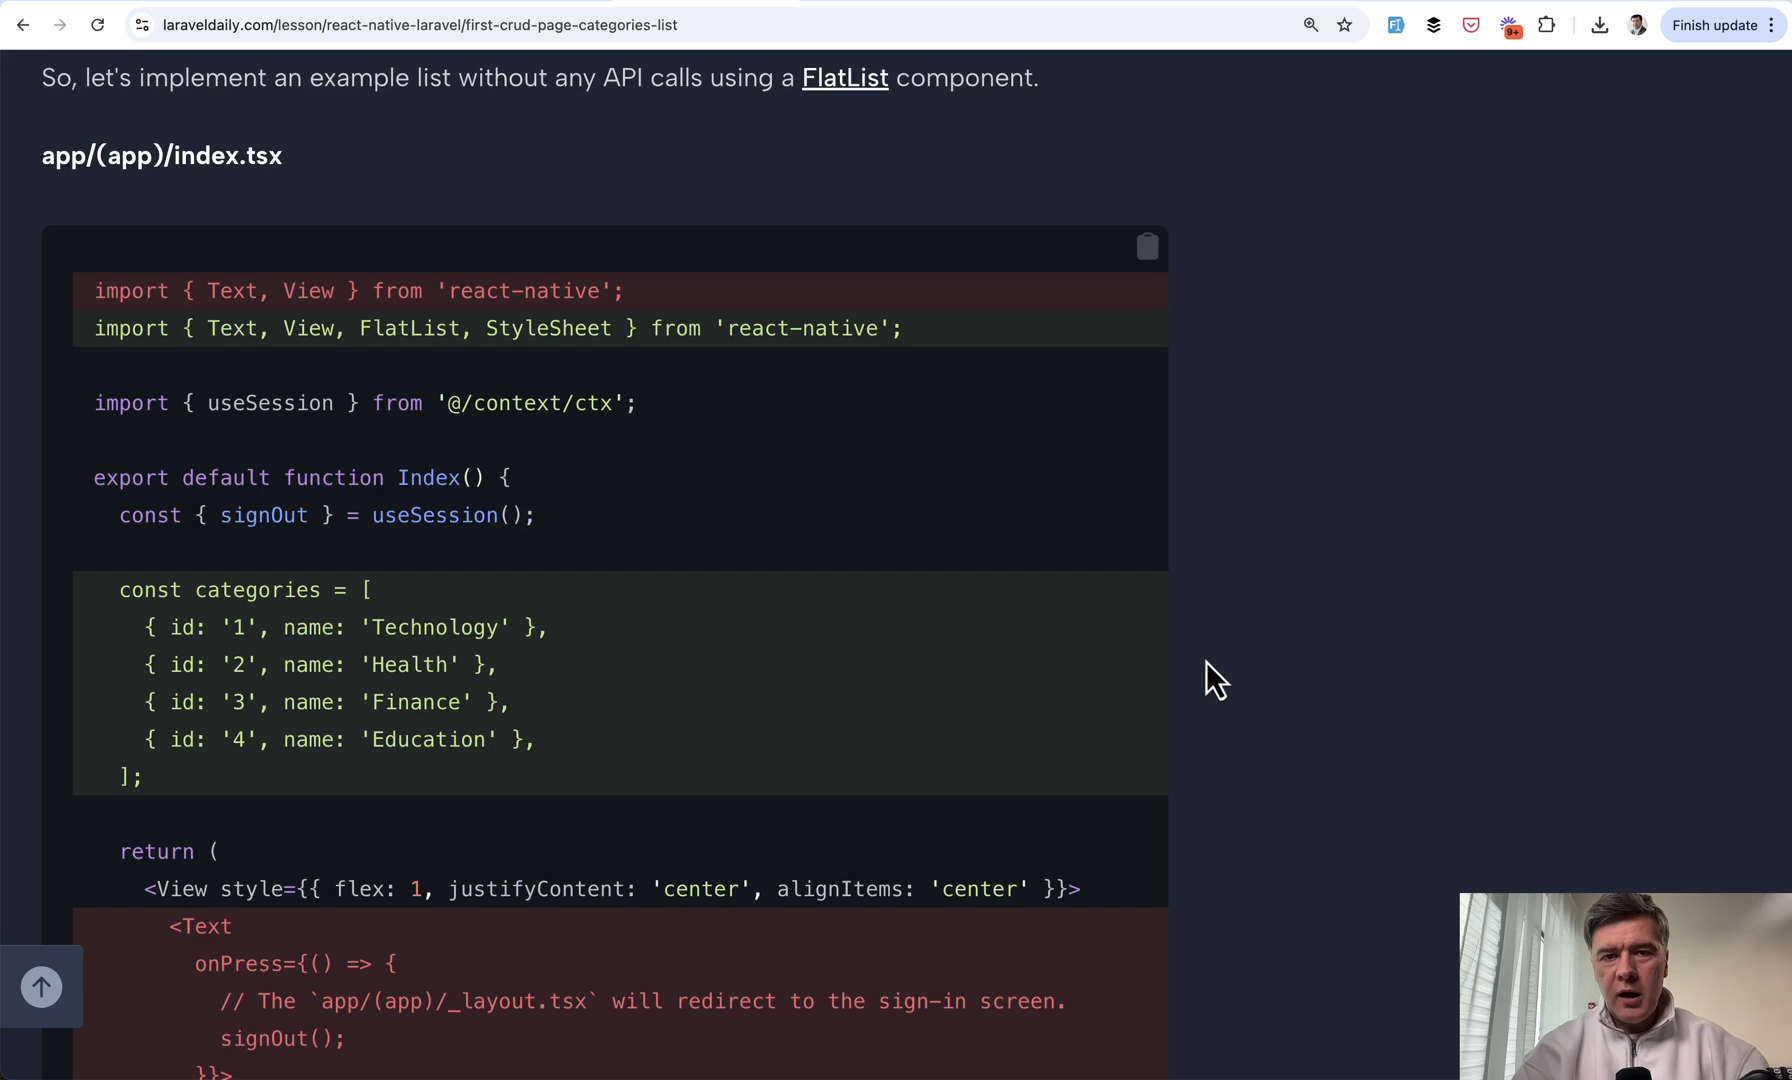 laraveldaily.com/lesson/react-native-laravel/first-crud-page-categories-list
9+
Finish update
So, let's implement an example list without any API calls using a FlatList component.
app/(app)/index.tsx
import { Text, View } from 'react-native';
import { Text, View, FlatList, StyleSheet } from 'react-native';
import { useSession } from '@/context/ctx';
export default function Index() {
const { signOut } = useSession();
const categories = [
{ id: '1', name: 'Technology' },
{ id: '2', name: 'Health' },
{ id: '3', name: 'Finance' },
{ id: '4', name: 'Education' },
];
return (
<View style={{ flex: 1, justifyContent: 'center', alignItems: 'center' }}>
<Text
onPress={() => {
// The `app/(app)/_layout.tsx` will redirect to the sign-in screen.
signOut();
}}>